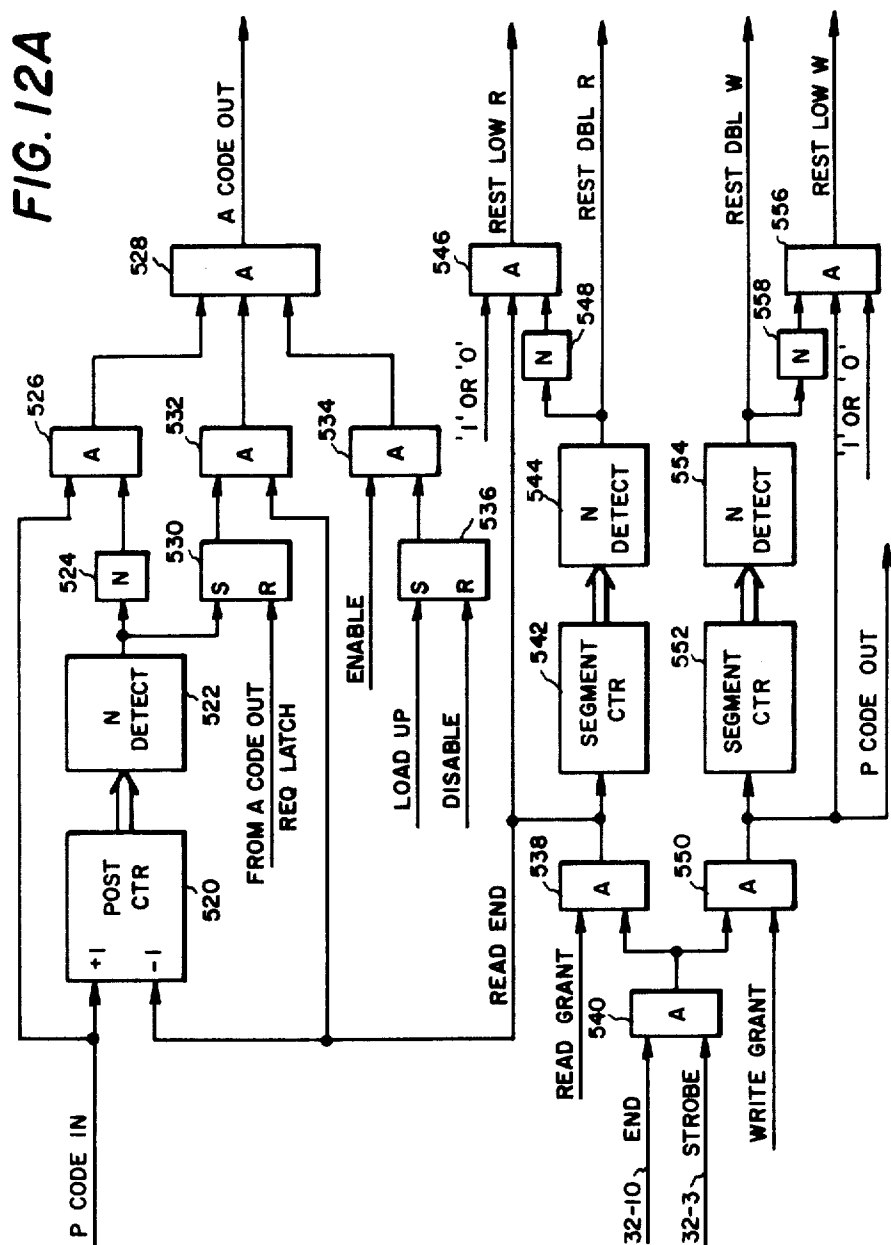 FIG. 12A
P CODE IN
+1
-1
POST
CTR
520
N
DETECT
522
N
524
A
526
S
R
530
FROM A CODE OUT
REQ LATCH
A
532
A
528
A CODE OUT
ENABLE
A
534
LOAD UP
DISABLE
S
R
536
READ END
READ GRANT
A
538
SEGMENT
CTR
542
N
DETECT
544
'1' OR '0'
A
546
REST LOW R
N
548
REST DBL R
32-10 END
32-3 STROBE
A
540
WRITE GRANT
A
550
SEGMENT
CTR
552
N
DETECT
554
REST DBL W
N
558
A
556
REST LOW W
'1' OR '0'
P CODE OUT